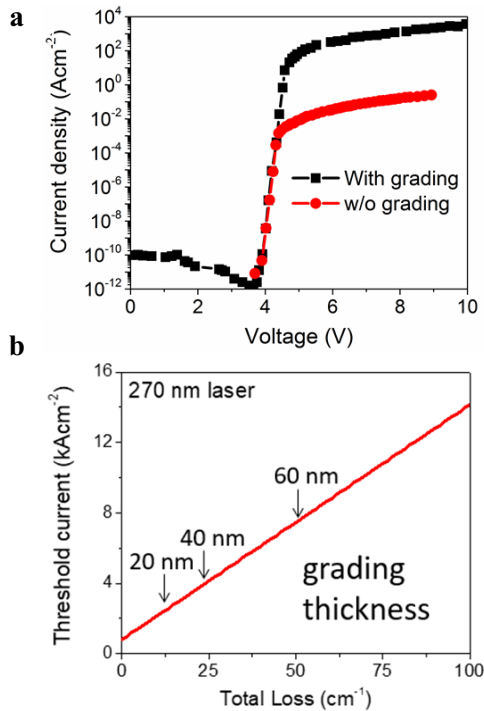 a
Current density (Acm⁻²)
10⁴
10²
10⁰
10⁻²
10⁻⁴
10⁻⁶
10⁻⁸
10⁻¹⁰
10⁻¹²
With grading
w/o grading
0 2 4 6 8 10
Voltage (V)
b
Threshold current (kAcm⁻²)
16
12
8
4
0
270 nm laser
60 nm
40 nm
20 nm
grading
thickness
0 25 50 75 100
Total Loss (cm⁻¹)